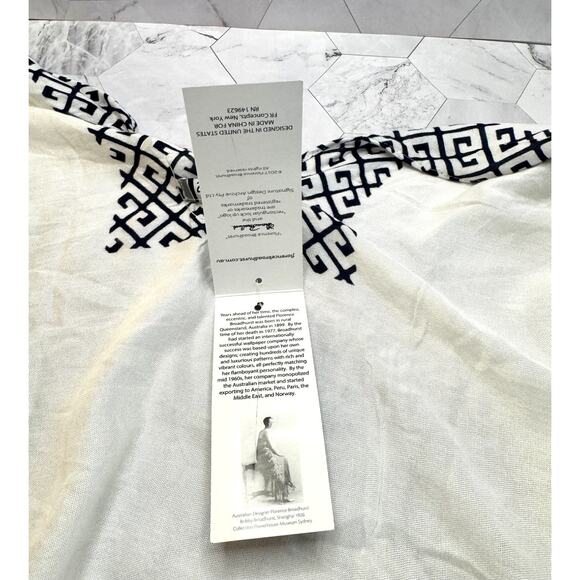 DESIGNED IN THE UNITED STATES
MADE IN CHINA FOR
FR Concepts, New York
RN 149623
© 2017 Florence Broadhurst
All rights reserved.
"Florence Broadhurst"
and the
"rectangular lock up logo"
are trademarks or
registered trademarks
of
Signature Design Archive Pty Ltd
florencebroadhurst.com.au
Years ahead of her time, the complex,
eccentric, and talented Florence
Broadhurst was born in rural
Queensland, Australia in 1899. By the
time of her death in 1977, Broadhurst
had started an internationally
successful wallpaper company whose
success was based upon her own
designs; creating hundreds of unique
and luxurious patterns with rich and
vibrant colours, all perfectly matching
her flamboyant personality. By the
mid 1960s, her company monopolized
the Australian market and started
exporting to America, Peru, Paris, the
Middle East, and Norway.
Australian Designer Florence Broadhurst
Bobby Broadhurst, Shanghai 1926
Collection Powerhouse Museum Sydney